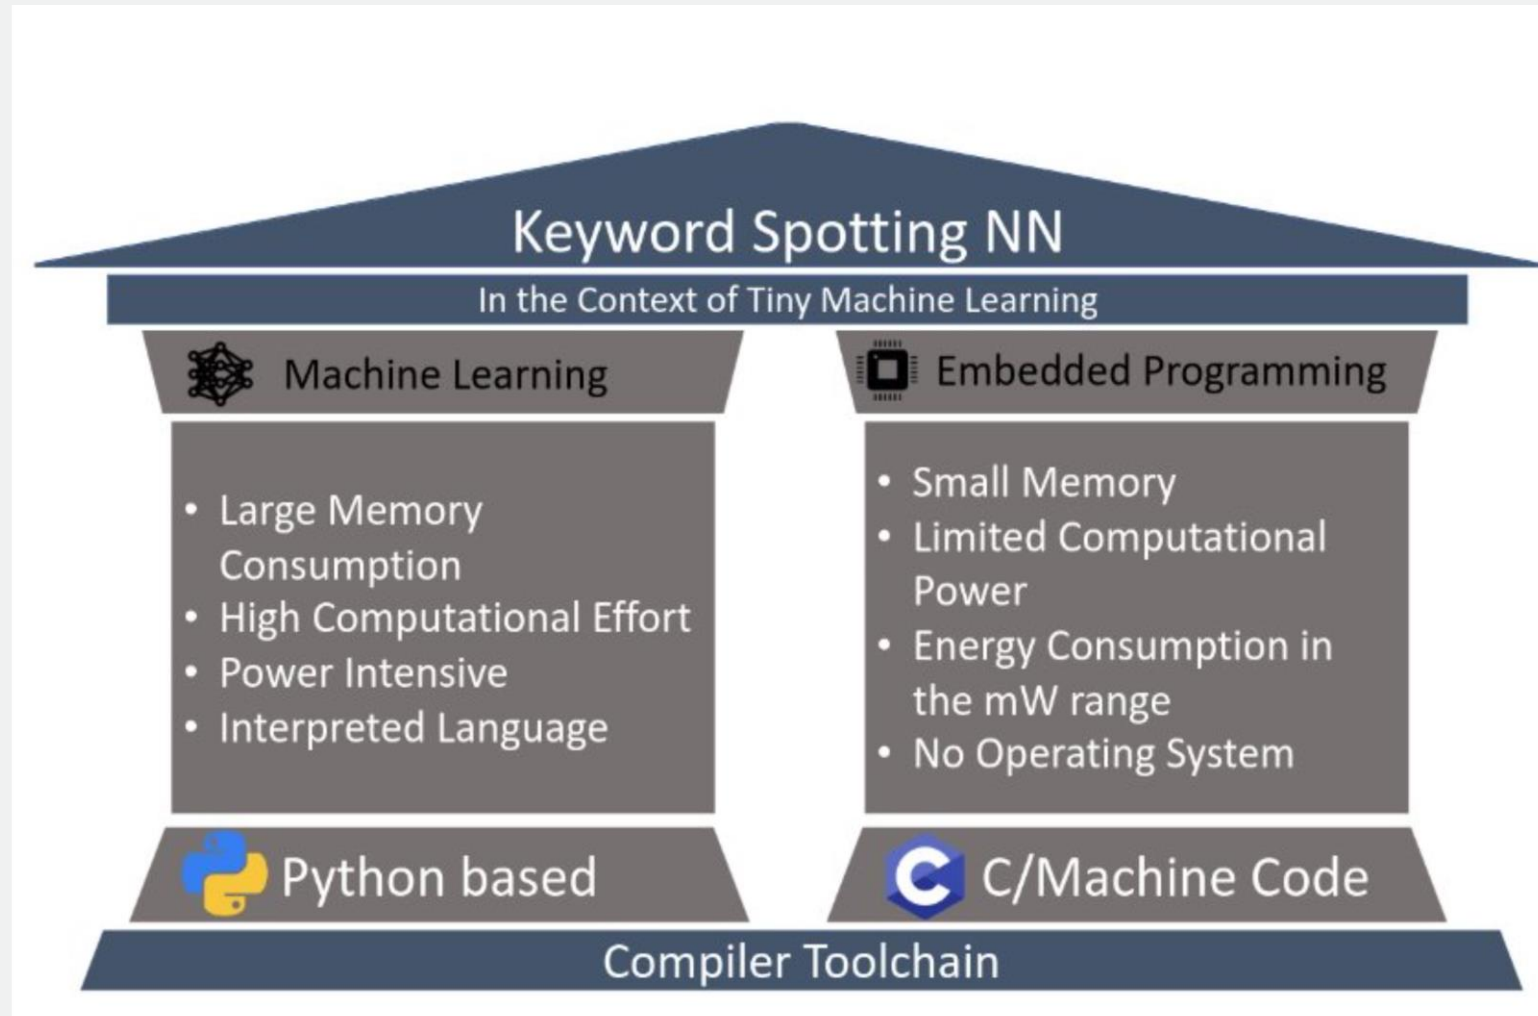 Keyword Spotting NN
In the Context of Tiny Machine Learning
Machine Learning
• Large Memory
Consumption
• High Computational Effort
• Power Intensive
• Interpreted Language
Python based
Embedded Programming
• Small Memory
• Limited Computational
Power
• Energy Consumption in
the mW range
• No Operating System
C
C/Machine Code
Compiler Toolchain